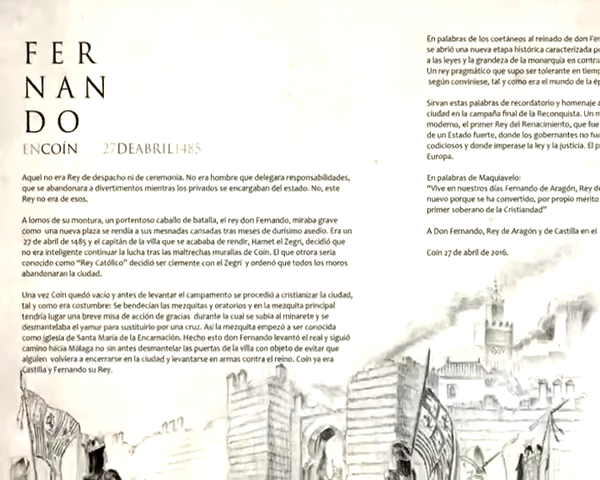 FER
NAN
DO
EN COÍN 27 DE ABRIL 1485
Aquel no era Rey de despacho ni de ceremonia. No era hombre que delegara responsabilidades,
que se abandonara a divertimentos mientras los privados se encargaban del estado. No, este
Rey no era de esos.
A lomos de su montura, un portentoso caballo de batalla, el rey don Fernando, miraba grave
como una nueva plaza se rendía a sus mesnadas cansadas tras meses de durísimo asedio. Era un
27 de abril de 1485 y el capitán de la villa que se acababa de rendir, Hamet el Zegrí, decidió que
no era inteligente continuar la lucha tras las maltrechas murallas de Coín. El que otrora sería
conocido como "Rey Católico" decidió ser clemente con el Zegrí y ordenó que todos los moros
abandonaran la ciudad.
Una vez Coín quedó vacío y antes de levantar el campamento se procedió a cristianizar la ciudad,
tal y como era costumbre: Se bendecían las mezquitas y oratorios y en la mezquita principal
tendría lugar una breve misa de acción de gracias durante la cual se subía al minarete y se
desmantelaba el yamur para sustituirlo por una cruz. Así la mezquita empezó a ser conocida
como iglesia de Santa María de la Encarnación. Hecho esto don Fernando levantó el real y siguió
camino hacia Málaga no sin antes desmantelar las puertas de la villa con objeto de evitar que
alguien volviera a encerrarse en la ciudad y levantarse en armas contra el reino. Coín ya era
Castilla y Fernando su Rey.
En palabras de los coetáneos al reinado de don Fer
se abrió una nueva etapa histórica caracterizada po
a las leyes y la grandeza de la monarquía en contra
Un rey pragmático que supo ser tolerante en tiemp
según conviniese, tal y como era el mundo de la ép
Sirvan estas palabras de recordatorio y homenaje a
ciudad en la campaña final de la Reconquista. Un m
moderno, el primer Rey del Renacimiento, que fue
de un Estado fuerte, donde los gobernantes no fue
codiciosos y donde imperase la ley y la justicia. El p
Europa.
En palabras de Maquiavelo:
"Vive en nuestros días Fernando de Aragón, Rey de
nuevo porque se ha convertido, por propio mérito
primer soberano de la Cristiandad"
A Don Fernando, Rey de Aragón y de Castilla en el
Coín 27 de abril de 2016.